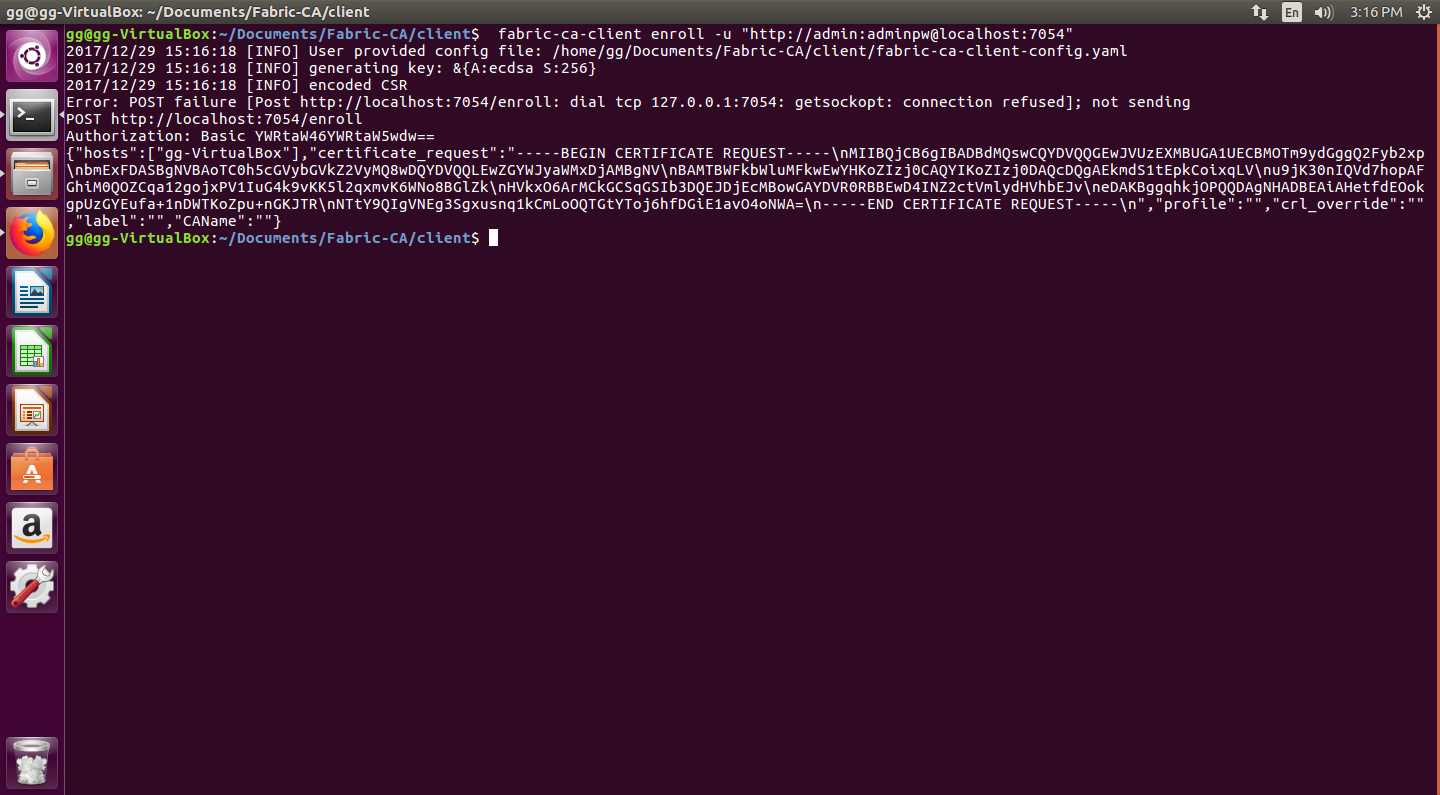 gg@gg-VirtualBox: ~/Documents/Fabric-CA/client
En
3:16 PM
gg@gg-VirtualBox:~/Documents/Fabric-CA/client$  fabric-ca-client enroll -u "http://admin:adminpw@localhost:7054"
2017/12/29 15:16:18 [INFO] User provided config file: /home/gg/Documents/Fabric-CA/client/fabric-ca-client-config.yaml
2017/12/29 15:16:18 [INFO] generating key: &{A:ecdsa S:256}
2017/12/29 15:16:18 [INFO] encoded CSR
Error: POST failure [Post http://localhost:7054/enroll: dial tcp 127.0.0.1:7054: getsockopt: connection refused]; not sending
POST http://localhost:7054/enroll
Authorization: Basic YWRtaW46YWRtaW5wdw==
{"hosts":["gg-VirtualBox"],"certificate_request":"-----BEGIN CERTIFICATE REQUEST-----\nMIIBQjCB6gIBADBdMQswCQYDVQQGEwJVUzEXMBUGA1UECBMOTm9ydGggQ2Fyb2xp
\nbmExFDASBgNVBAoTC0h5cGVybGVkZ2VyMQ8wDQYDVQQLEwZGYWJyaWMxDjAMBgNV\nBAMTBWFkbWluMFkwEwYHKoZIzj0CAQYIKoZIzj0DAQcDQgAEkmdS1tEpkCoixqLV\nu9jK30nIQVd7hopAF
GhiM0QOZCqa12gojxPV1IuG4k9vKK5l2qxmvK6WNo8BGlZk\nHVkxO6ArMCkGCSqGSIb3DQEJDjEcMBowGAYDVR0RBBEwD4INZ2ctVmlydHVhbEJv\neDAKBggqhkjOPQQDAgNHADBEAiAHetfdEOok
gpUzGYEufa+1nDWTKoZpu+nGKJTR\nNTtY9QIgVNEg3Sgxusnq1kCmLoOQTGtYToj6hfDGiE1avO4oNWA=\n-----END CERTIFICATE REQUEST-----\n","profile":"","crl_override":""
,"label":"","CAName":""}
gg@gg-VirtualBox:~/Documents/Fabric-CA/client$